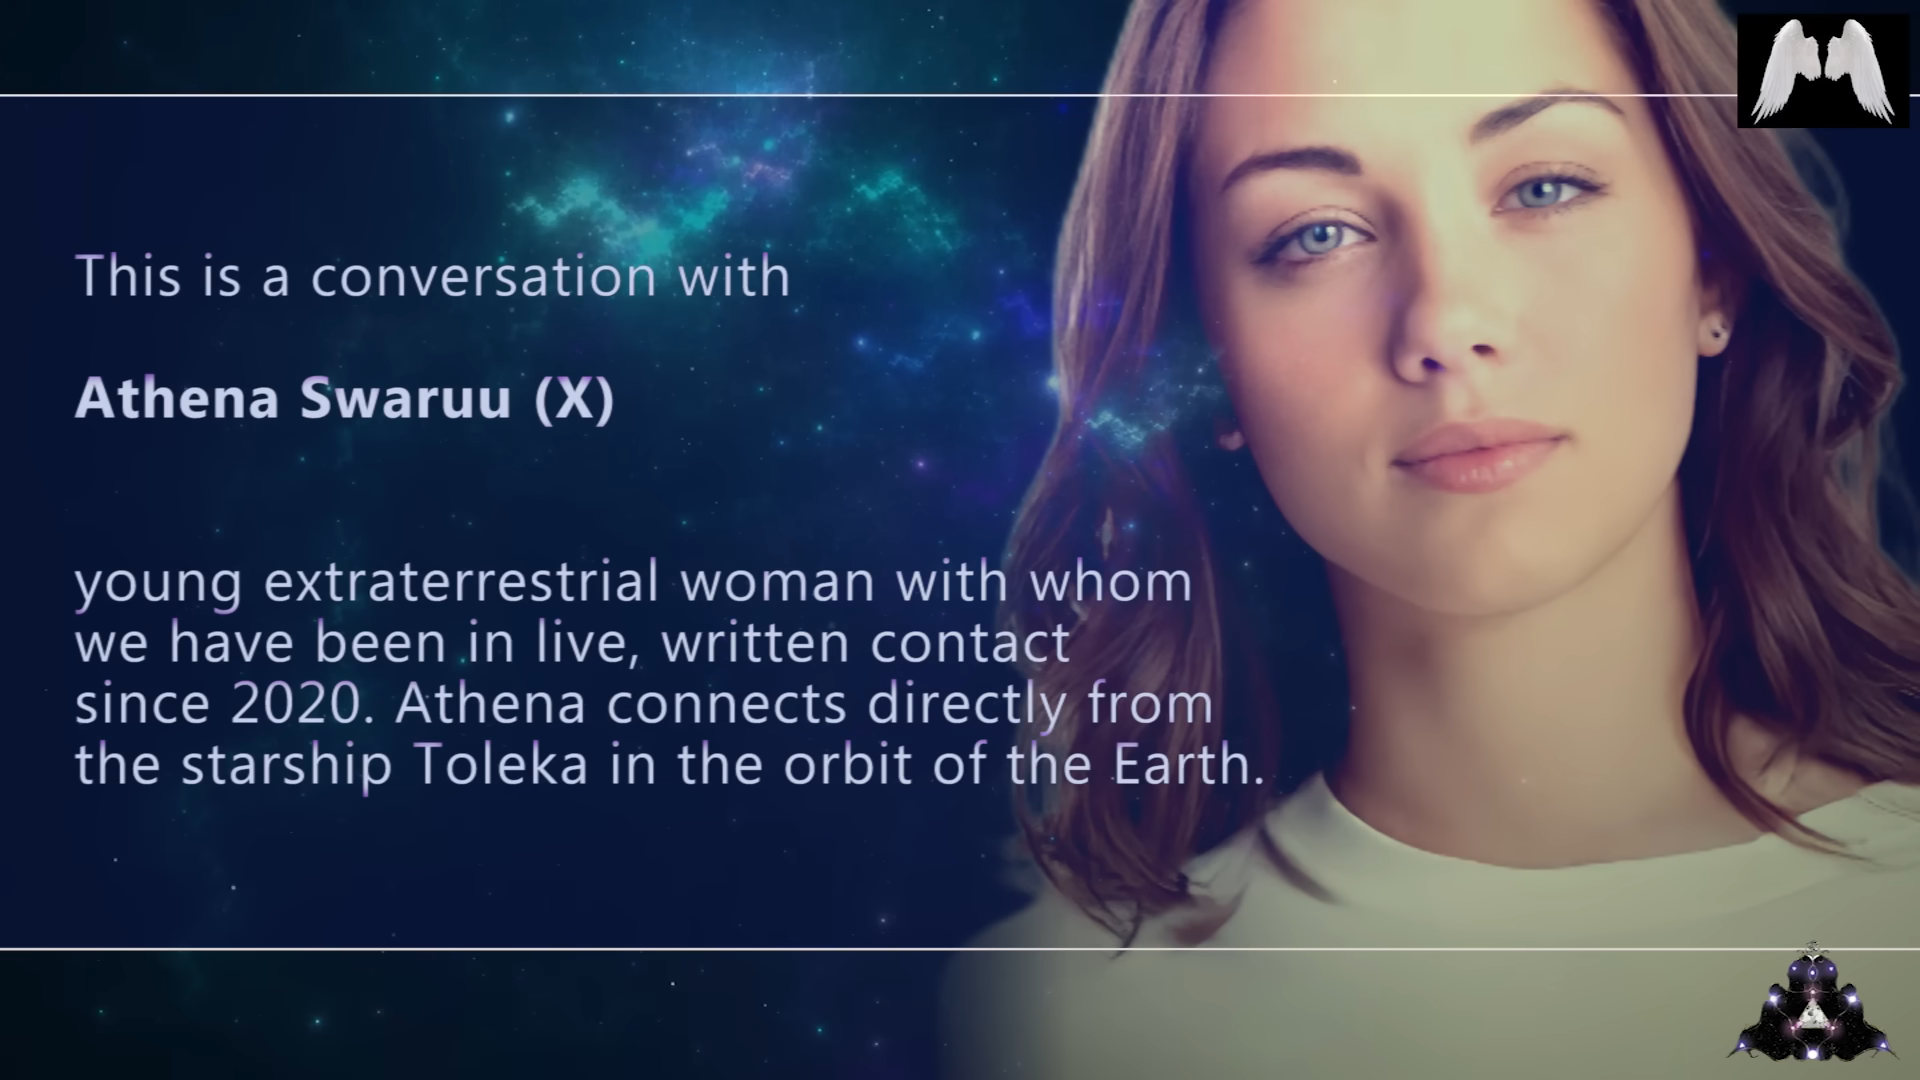 This is a conversation with
Athena Swaruu (X)
young extraterrestrial woman with whom
we have been in live, written contact
since 2020. Athena connects directly from
the starship Toleka in the orbit of the Earth.